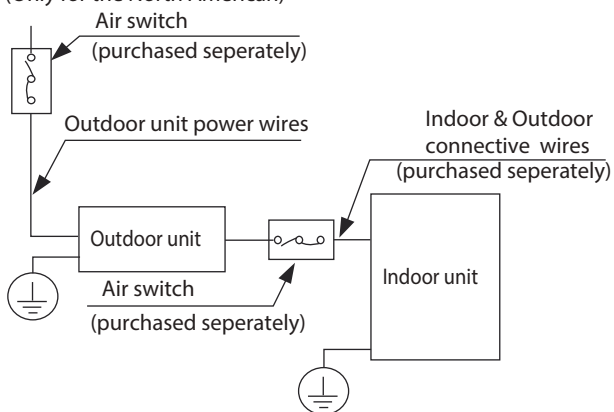 (Only for the North American)
Air switch
(purchased seperately)
Outdoor unit power wires
Indoor & Outdoor
connective wires
(purchased seperately)
Outdoor unit
Indoor unit
Air switch
(purchased seperately)